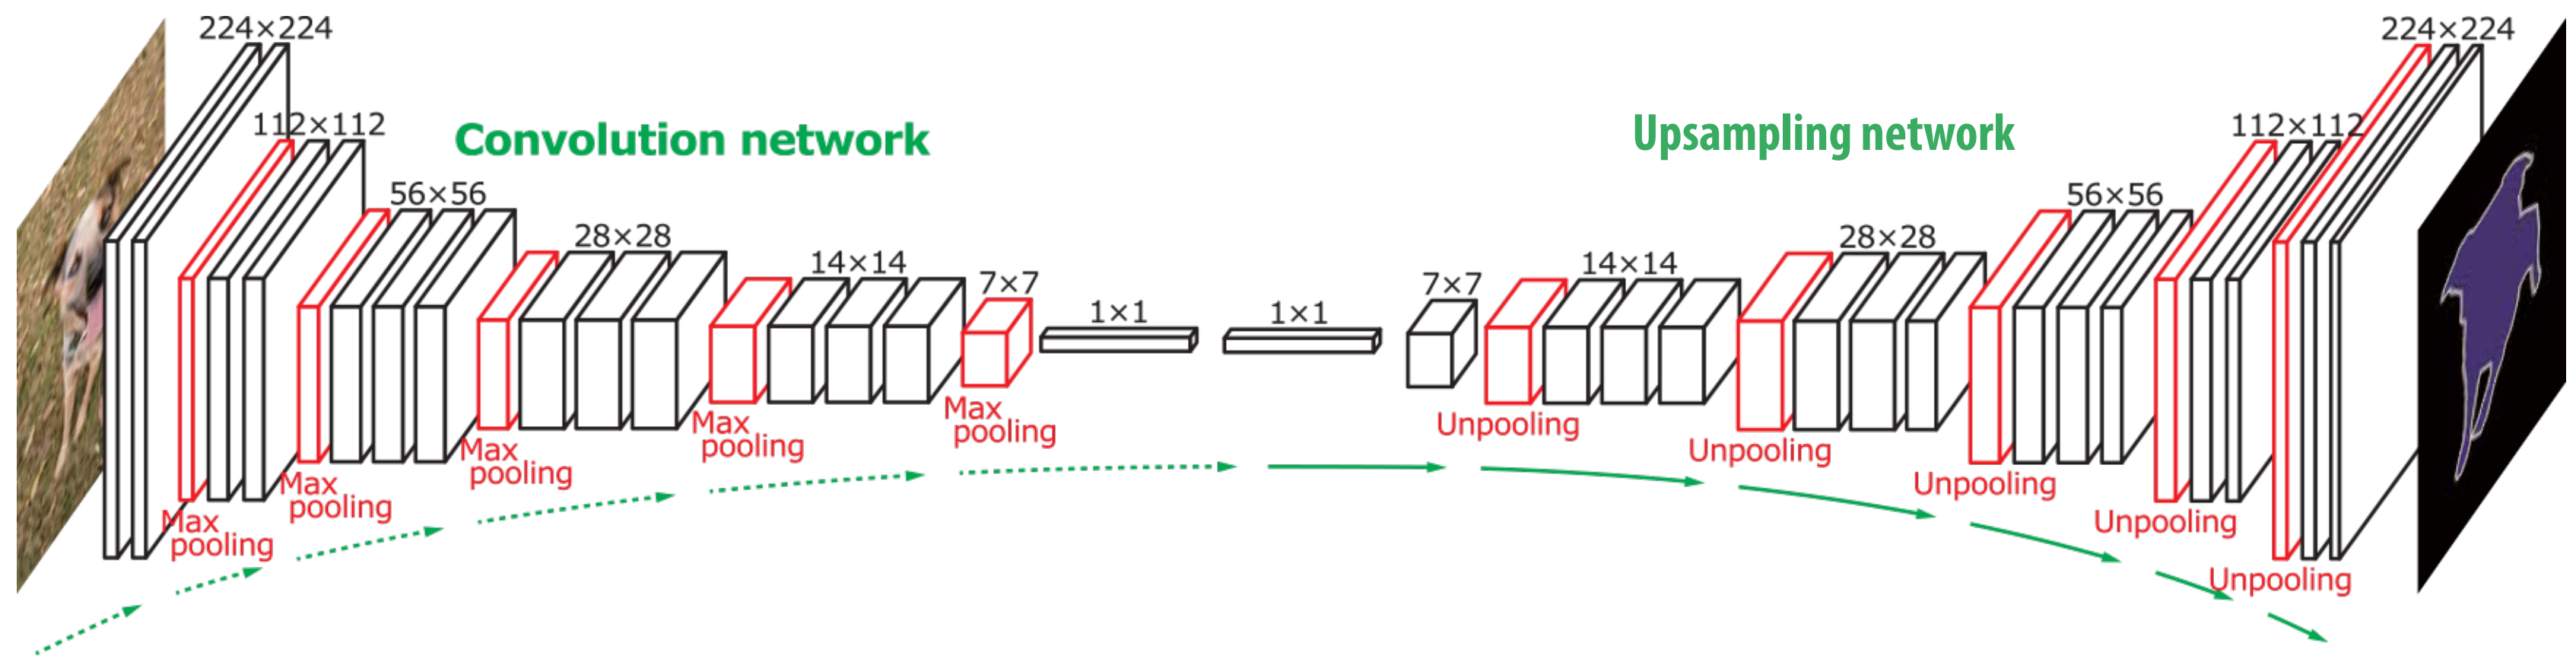 224×224
112×112
56×56
28×28
14×14
7×7
1×1
1×1
7×7
14×14
28×28
56×56
112×112
224×224
Convolution network
Upsampling network
Max
pooling
Max
pooling
Max
pooling
Max
pooling
Max
pooling
Unpooling
Unpooling
Unpooling
Unpooling
Unpooling